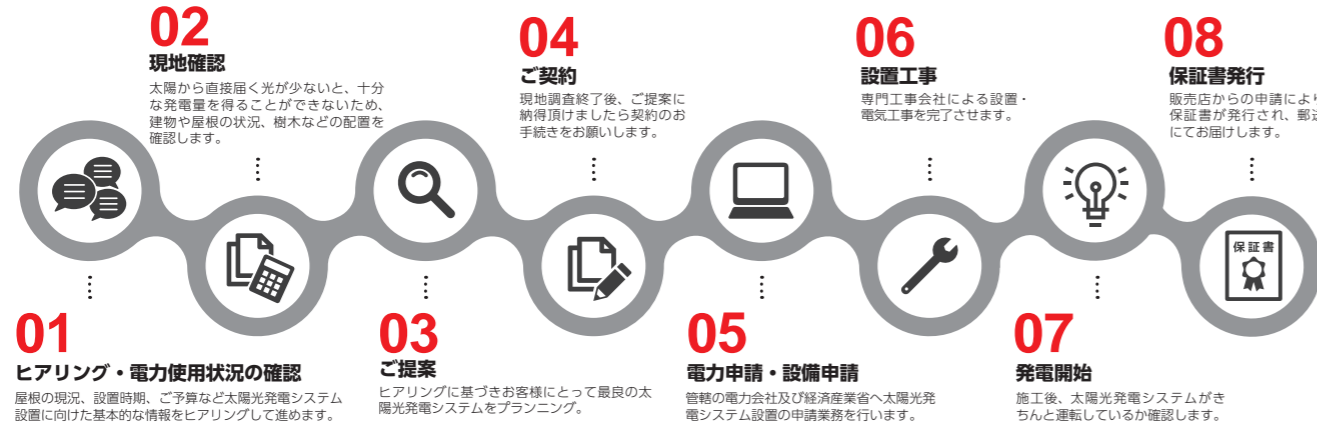 01
ヒアリング・電力使用状況の確認
屋根の現況、設置時期、ご予算など太陽光発電システム
設置に向けた基本的な情報をヒアリングして進めます。
02
現地確認
太陽から直接届く光が少ないと、十分
な発電量を得ることができないため、
建物や屋根の状況、樹木などの配置を
確認します。
03
ご提案
ヒアリングに基づきお客様にとって最良の太
陽光発電システムをプランニング。
04
ご契約
現地調査終了後、ご提案に
納得頂けましたら契約のお
手続きをお願いします。
05
電力申請・設備申請
管轄の電力会社及び経済産業省へ太陽光発
電システム設置の申請業務を行います。
06
設置工事
専門工事会社による設置・
電気工事を完了させます。
07
発電開始
施工後、太陽光発電システムがき
ちんと運転しているか確認します。
08
保証書発行
販売店からの申請により
保証書が発行され、郵送
にてお届けします。
保証書